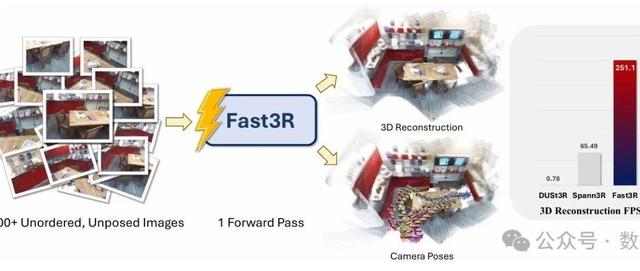 00+ Unordered, Unposed Images
Fast3R
1 Forward Pass
3D Reconstruction
Camera Poses
251.1
65.49
0.78
DUSt3R Spann3R Fast3R
3D Reconstruction FPS
公众号·数